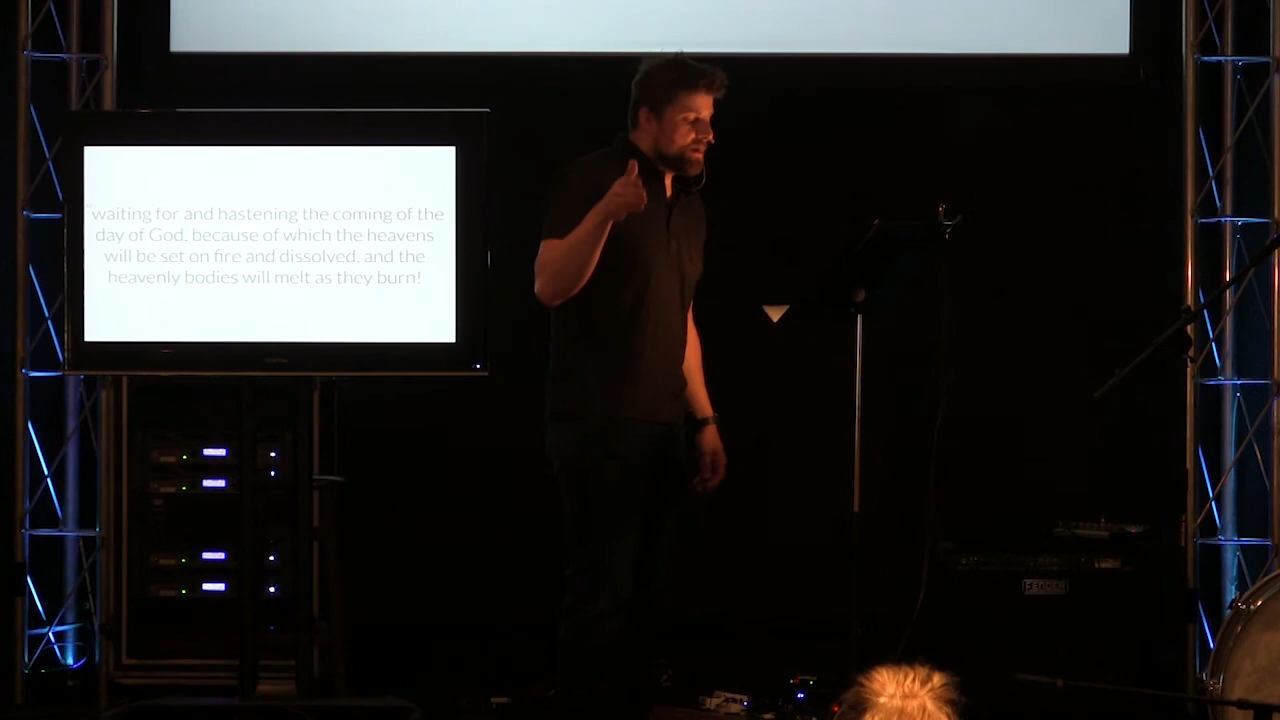 "waiting for and hastening the coming of the
day of God, because of which the heavens
will be set on fire and dissolved, and the
heavenly bodies will melt as they burn!
FENDER